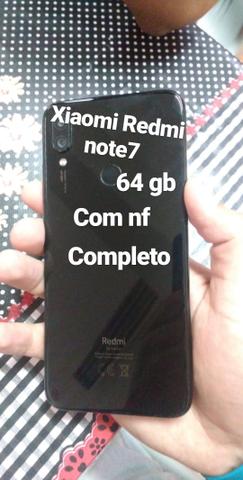 Xiaomi Redmi
note7
64 gb
Com nf
Completo
Redmi